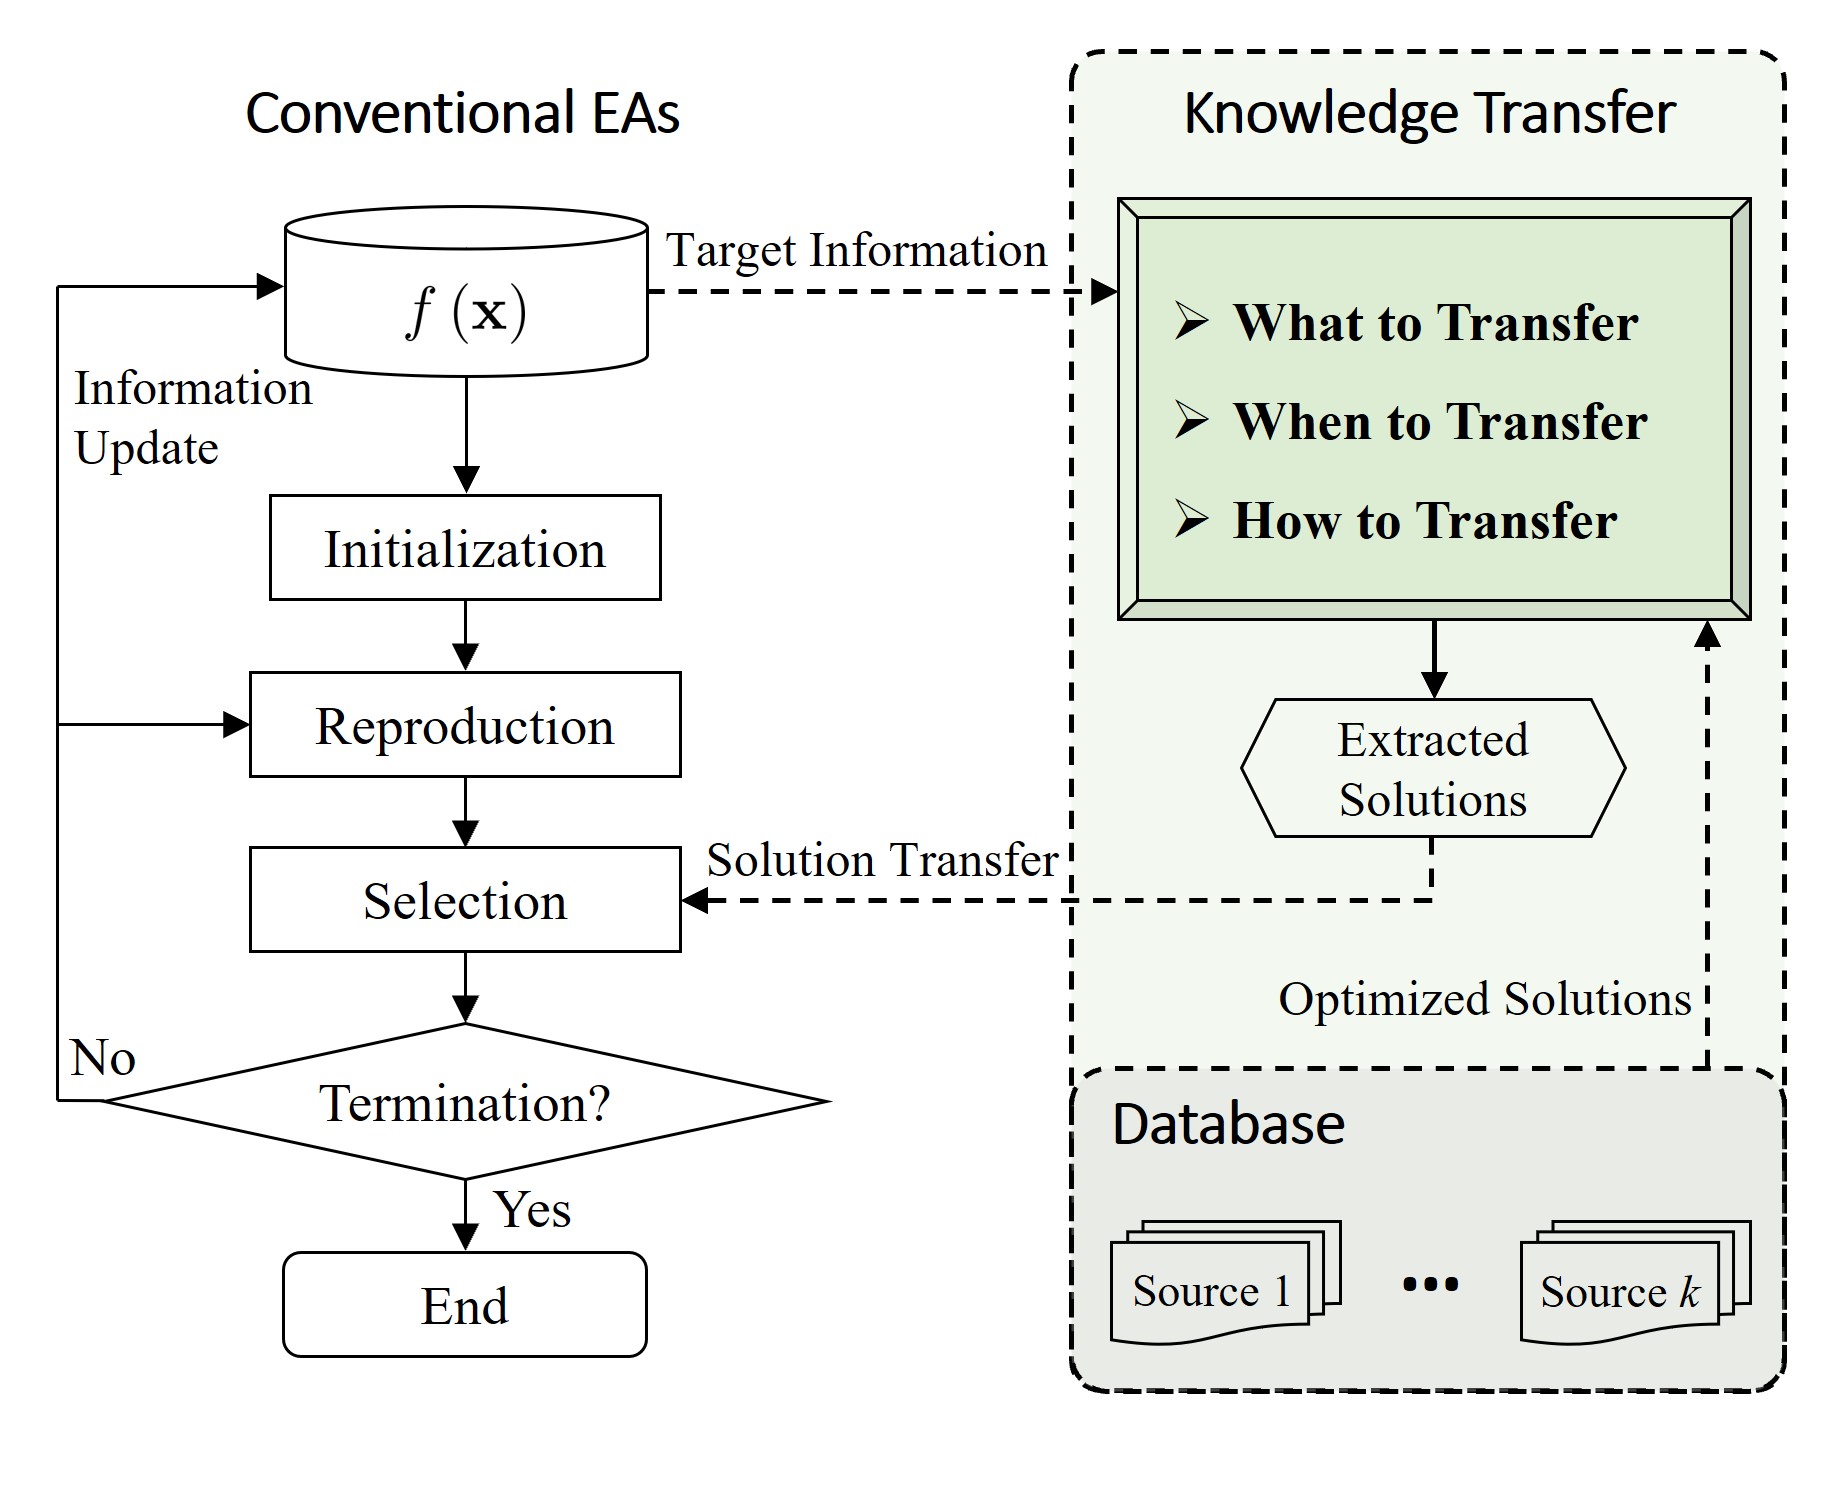 Conventional EAs
f (x)
Information
Update
Initialization
Reproduction
Selection
No
Termination?
Yes
End
Target Information
Solution Transfer
Knowledge Transfer
➢ What to Transfer
➢ When to Transfer
➢ How to Transfer
Extracted
Solutions
Optimized Solutions
Database
Source 1
...
Source k